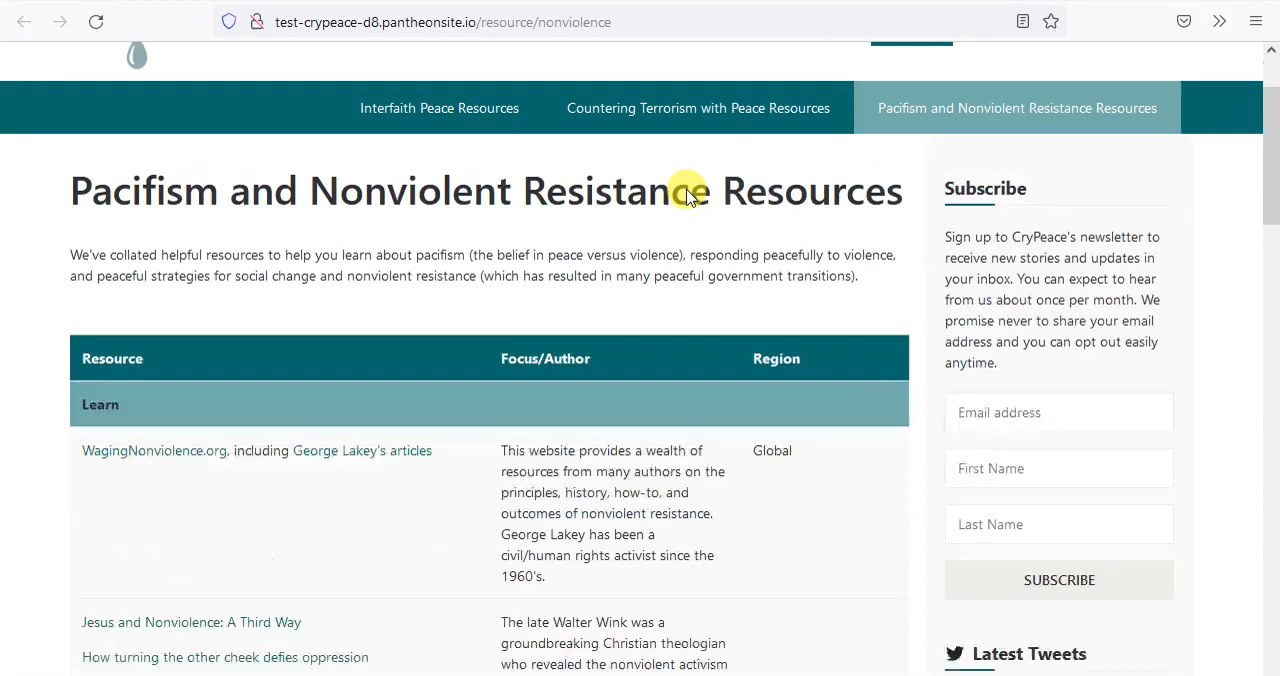 test-crypeace-d8.pantheonsite.io/resource/nonviolence
Interfaith Peace Resources
Countering Terrorism with Peace Resources
Pacifism and Nonviolent Resistance Resources
Pacifism and Nonviolent Resistance Resources
We've collated helpful resources to help you learn about pacifism (the belief in peace versus violence), responding peacefully to violence,
and peaceful strategies for social change and nonviolent resistance (which has resulted in many peaceful government transitions).
Resource
Focus/Author
Region
Learn
WagingNonviolence.org, including George Lakey's articles
This website provides a wealth of
resources from many authors on the
principles, history, how-to, and
outcomes of nonviolent resistance.
George Lakey has been a
civil/human rights activist since the
1960's.
Global
Jesus and Nonviolence: A Third Way
How turning the other cheek defies oppression
The late Walter Wink was a
groundbreaking Christian theologian
who revealed the nonviolent activism
Subscribe
Sign up to CryPeace's newsletter to
receive new stories and updates in
your inbox. You can expect to hear
from us about once per month. We
promise never to share your email
address and you can opt out easily
anytime.
Email address
First Name
Last Name
SUBSCRIBE
Latest Tweets